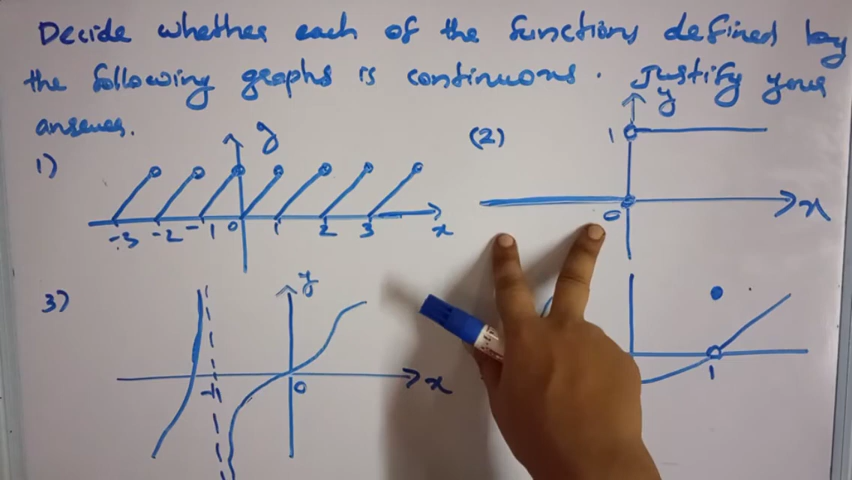 Decide whether each of the functions defined by
the following graphs is continuous. Justify your
answer.
1)
y
-3 -2 -1 0 1 2 3 x
(2)
y
1
0 x
3)
y
-1 0 x
1